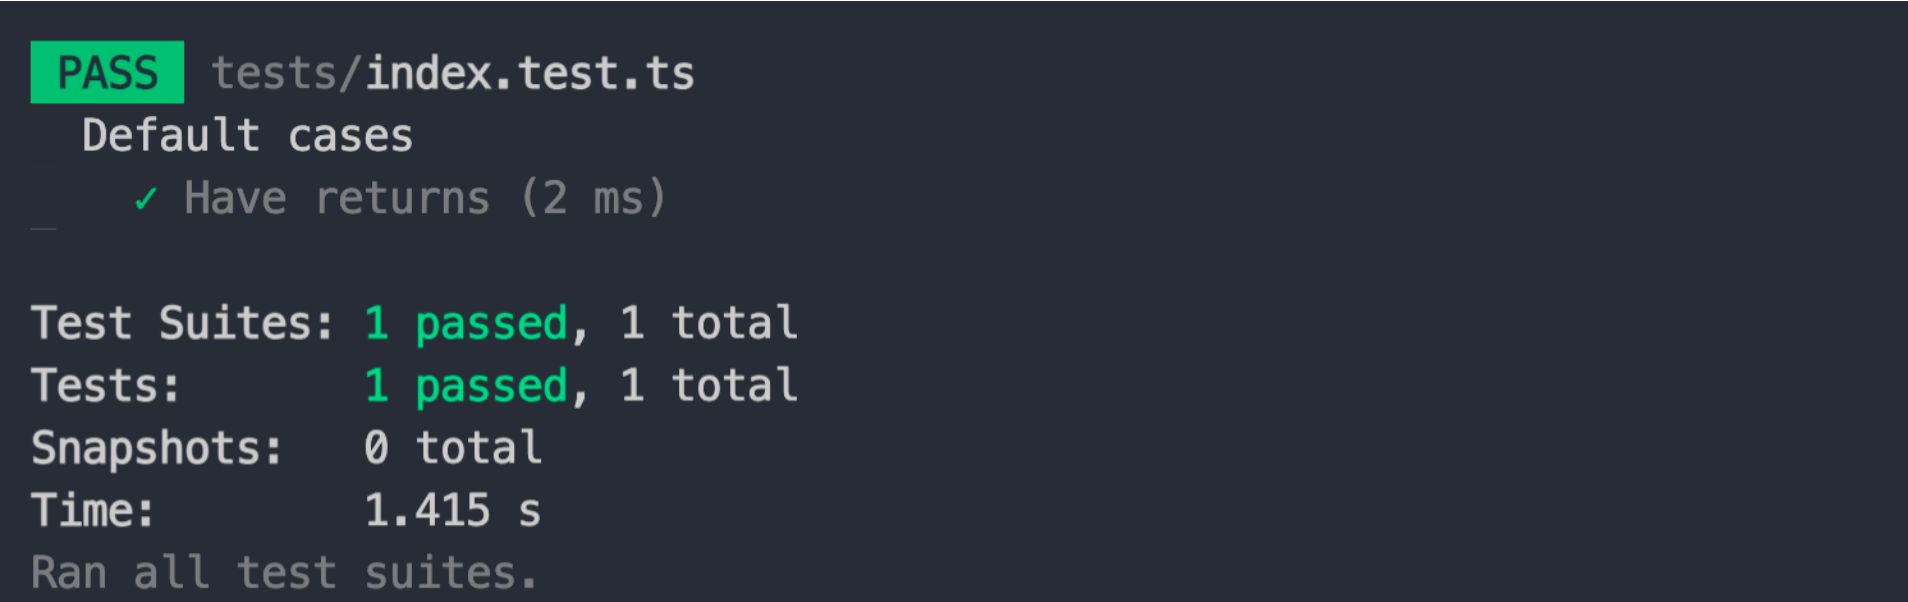 PASS tests/index.test.ts
Default cases
✓ Have returns (2 ms)
_
Test Suites: 1 passed, 1 total
Tests: 1 passed, 1 total
Snapshots: 0 total
Time: 1.415 s
Ran all test suites.